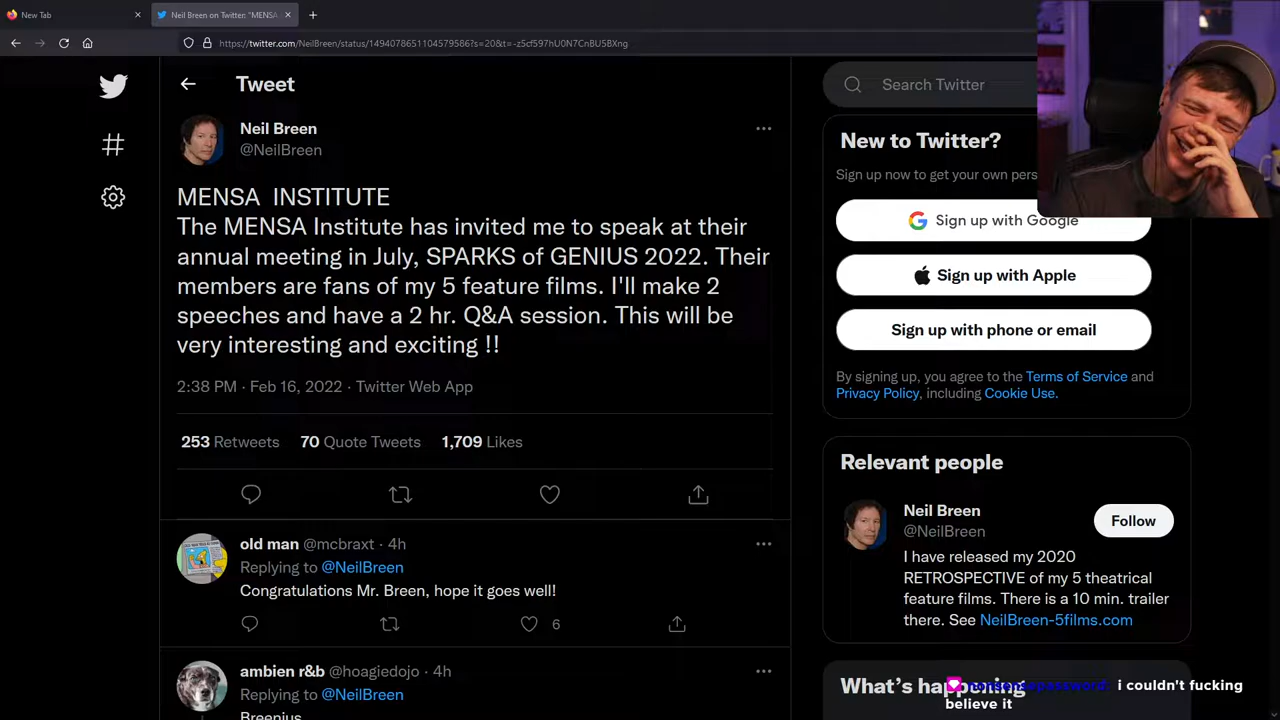 New Tab
Neil Breen on Twitter: "MENSA
https://twitter.com/NeilBreen/status/1494078651104579586?s=20&t=-z5cf597hU0N7CnBU5BXng
Tweet
Neil Breen
@NeilBreen
MENSA INSTITUTE
The MENSA Institute has invited me to speak at their
annual meeting in July, SPARKS of GENIUS 2022. Their
members are fans of my 5 feature films. I'll make 2
speeches and have a 2 hr. Q&A session. This will be
very interesting and exciting !!
2:38 PM · Feb 16, 2022 · Twitter Web App
253 Retweets 70 Quote Tweets 1,709 Likes
old man @mcbraxt · 4h
Replying to @NeilBreen
Congratulations Mr. Breen, hope it goes well!
6
ambien r&b @hoagiedojo · 4h
Replying to @NeilBreen
Breenius
Search Twitter
New to Twitter?
Sign up now to get your own
Sign up with Google
Sign up with Apple
Sign up with phone or email
By signing up, you agree to the Terms of Service and
Privacy Policy, including Cookie Use.
Relevant people
Neil Breen
@NeilBreen
Follow
I have released my 2020
RETROSPECTIVE of my 5 theatrical
feature films. There is a 10 min. trailer
there. See NeilBreen-5films.com
What's happening
i couldn't fucking
believe it